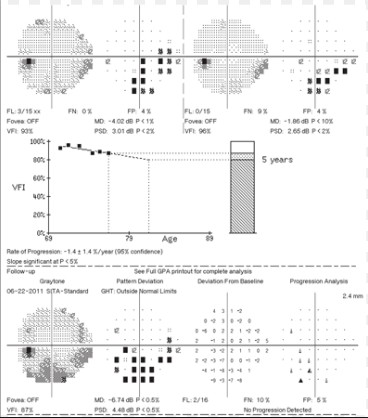 FL: 3/15 xx FN: 0 % FP: 4 % FL: 0/15 FN: 9 % FP: 4 %
Fovea: OFF MD: -4.02 dB P < 1% Fovea: OFF MD: -1.86 dB P < 10%
VFI: 93% PSD: 3.01 dB P < 2% VFI: 96% PSD: 2.65 dB P < 2%
100%
80%
60%
VFI
40%
20%
0%
5 years
69 79 Age 89
Rate of Progression: -1.4 ± 1.4 %/year (95% confidence)
Slope significant at P < 5%
Follow-up See Full GPA printout for complete analysis
Graytone Pattern Deviation Deviation From Baseline Progression Analysis
06-22-2011 SITA-Standard GHT: Outside Normal Limits
2.4 mm
Fovea: OFF MD: -6.74 dB P < 0.5% FL: 2/16 FN: 10 % FP: 5 %
VFI: 87% PSD: 4.48 dB P < 0.5% No Progression Detected